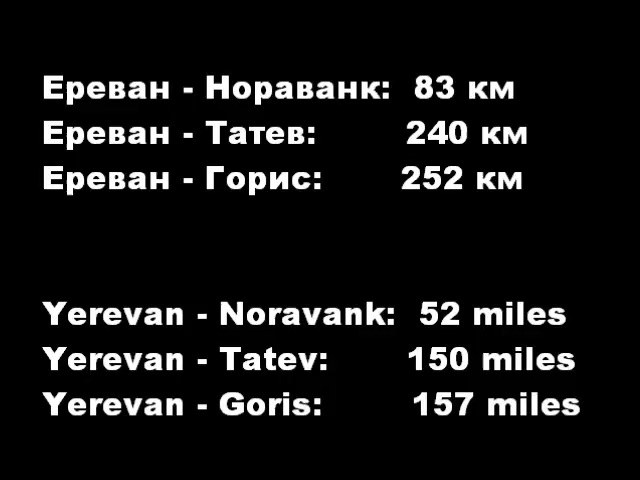 Ереван - Нораванк: 83 км
Ереван - Татев: 240 км
Ереван - Горис: 252 км
Yerevan - Noravank: 52 miles
Yerevan - Tatev: 150 miles
Yerevan - Goris: 157 miles